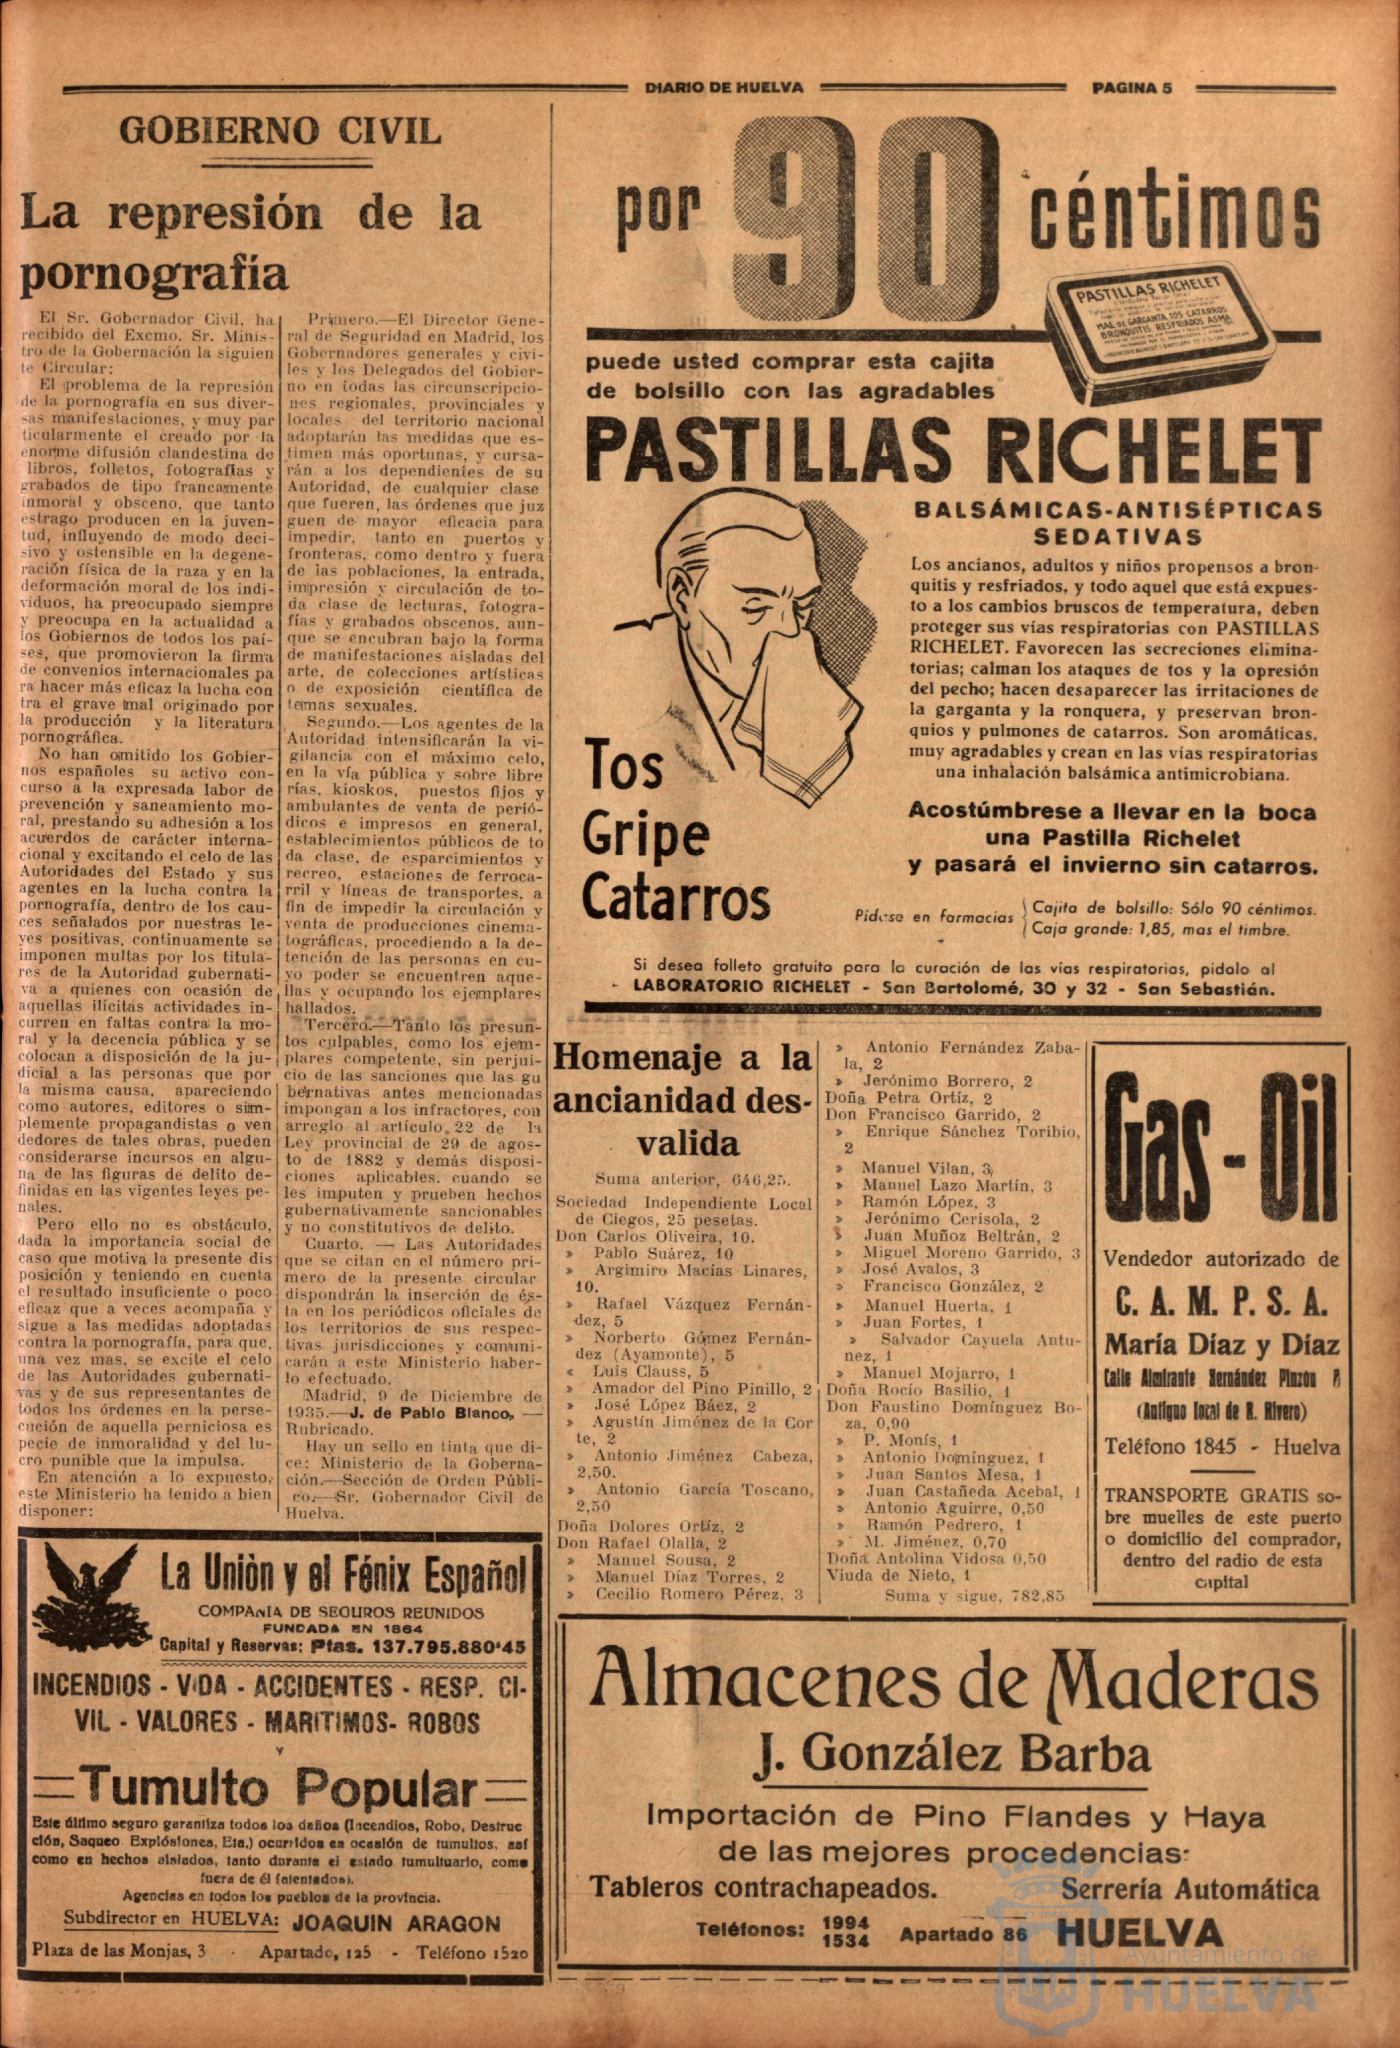 DIARIO DE HUELVA
PAGINA 5
GOBIERNO CIVIL
La represión de la
pornografía
El Sr. Gobernador Civil, ha
recibido del Excmo. Sr. Minis-
tro de la Gobernación la siguien
te Circular:
El problema de la represión
de la pornografía en sus diver-
sas manifestaciones, y muy par
ticularmente el creado por la
enorme difusión clandestina de
libros, folletos, fotografías y
grabados de tipo francamente
inmoral y obsceno, que tanto
estrago producen en la juven-
tud, influyendo de modo deci-
sivo y ostensible en la degene-
ración física de la raza y en la
deformación moral de los indi-
viduos, ha preocupado siempre
y preocupa en la actualidad a
los Gobiernos de todos los paí-
ses, que promovieron la firma
de convenios internacionales pa
ra hacer más eficaz la lucha con
tra el grave mal originado por
la producción y la literatura
pornográfica.
No han omitido los Gobier-
nos españoles su activo con-
curso a la expresada labor de
prevención y saneamiento mo-
ral, prestando su adhesión a los
acuerdos de carácter interna-
cional y excitando el celo de las
Autoridades del Estado y sus
agentes en la lucha contra la
pornografía, dentro de los cau-
ces señalados por nuestras le-
yes positivas, continuamente se
imponen multas por los titula-
res de la Autoridad gubernati-
va a quienes con ocasión de
aquellas ilícitas actividades in-
curren en faltas contra la mo-
ral y la decencia pública y se
colocan a disposición de la ju-
dicial a las personas que por
la misma causa, apareciendo
como autores, editores o sim-
plemente propagandistas o ven
dedores de tales obras, pueden
considerarse incursos en algu-
na de las figuras de delito de-
finidas en las vigentes leyes pe-
nales.
Pero ello no es obstáculo,
dada la importancia social de
caso que motiva la presente dis
posición y teniendo en cuenta
el resultado insuficiente o poco
eficaz que a veces acompaña y
sigue a las medidas adoptadas
contra la pornografía, para que,
una vez mas, se excite el celo
de las Autoridades gubernati-
vas y de sus representantes de
todos los órdenes en la perse-
cución de aquella perniciosa es
pecie de inmoralidad y del lu-
cro punible que la impulsa.
En atención a lo expuesto,
este Ministerio ha tenido a bien
disponer:
Primero.—El Director Gene-
ral de Seguridad en Madrid, los
Gobernadores generales y civi-
les y los Delegados del Gobier-
no en todas las circunscripcio-
nes regionales, provinciales y
locales del territorio nacional
adoptarán las medidas que es-
timen más oportunas, y cursa-
rán a los dependientes de su
Autoridad, de cualquier clase
que fueren, las órdenes que juz
guen de mayor eficacia para
impedir, tanto en puertos y
fronteras, como dentro y fuera
de las poblaciones, la entrada,
impresión y circulación de to-
da clase de lecturas, fotogra-
fías y grabados obscenos, aun-
que se encubran bajo la forma
de manifestaciones aisladas del
arte, de colecciones artísticas
o de exposición científica de
temas sexuales.
Segundo.—Los agentes de la
Autoridad intensificarán la vi-
gilancia con el máximo celo,
en la vía pública y sobre libre
rías, kioskos, puestos fijos y
ambulantes de venta de perió-
dicos e impresos en general,
establecimientos públicos de to
da clase, de esparcimientos y
recreo, estaciones de ferroca-
rril y líneas de transportes, a
fin de impedir la circulación y
venta de producciones cinema-
tográficas, procediendo a la de-
tención de las personas en cu-
yo poder se encuentren aque-
llas y ocupando los ejemplares
hallados.
Tercero.—Tanto los presun-
tos culpables, como los ejem-
plares competente, sin perjui-
cio de las sanciones que las gu
bernativas antes mencionadas
impongan a los infractores, con
arreglo al artículo 22 de la
Ley provincial de 29 de agos-
to de 1882 y demás disposi-
ciones aplicables, cuando se
les imputen y prueben hechos
gubernativamente sancionables
y no constitutivos de delito.
Cuarto. — Las Autoridades
que se citan en el número pri-
mero de la presente circular
dispondrán la inserción de és-
ta en los periódicos oficiales de
los territorios de sus respec-
tivas jurisdicciones y comuni-
carán a este Ministerio haber-
lo efectuado.
Madrid, 9 de Diciembre de
1935.—J. de Pablo Blanco, —
Rubricado.
Hay un sello en tinta que di-
ce: Ministerio de la Goberna-
ción.—Sección de Orden Públi-
co.—Sr. Gobernador Civil de
Huelva.
La Unión y el Fénix Español
COMPAÑIA DE SEGUROS REUNIDOS
FUNDADA EN 1864
Capital y Reservas: Ptas. 137.795.880'45
INCENDIOS - VIDA - ACCIDENTES - RESP. CI-
VIL - VALORES - MARITIMOS- ROBOS
Y
Tumulto Popular
Este último seguro garantiza todos los daños (Incendios, Robo, Destruc
ción, Saqueo Explósiones, Eta,) ocurridos en ocasión de tumultos, así
como en hechos aislados, tanto durante el estado tumultuario, como
fuera de él (atentados).
Agencias en todos los pueblos de la provincia.
Subdirector en HUELVA: JOAQUIN ARAGON
Plaza de las Monjas, 3 - Apartado, 125 - Teléfono 1520
por 90 céntimos
PASTILLAS RICHELET
MAL DE GARGANTA TOS CATARROS
BRONQUITIS RESFRIADOS ASMA
puede usted comprar esta cajita
de bolsillo con las agradables
PASTILLAS RICHELET
BALSÁMICAS-ANTISÉPTICAS
SEDATIVAS
Los ancianos, adultos y niños propensos a bron-
quitis y resfriados, y todo aquel que está expues-
to a los cambios bruscos de temperatura, deben
proteger sus vías respiratorias con PASTILLAS
RICHELET. Favorecen las secreciones elimina-
torias; calman los ataques de tos y la opresión
del pecho; hacen desaparecer las irritaciones de
la garganta y la ronquera, y preservan bron-
quios y pulmones de catarros. Son aromáticas,
muy agradables y crean en las vías respiratorias
una inhalación balsámica antimicrobiana.
Tos
Gripe
Catarros
Acostúmbrese a llevar en la boca
una Pastilla Richelet
y pasará el invierno sin catarros.
Pídese en farmacias
Cajita de bolsillo: Sólo 90 céntimos.
Caja grande: 1,85, mas el timbre.
Si desea folleto gratuito para la curación de las vías respiratorias, pidalo al
LABORATORIO RICHELET - San Bartolomé, 30 y 32 - San Sebastián.
Homenaje a la
ancianidad des-
valida
Suma anterior, 646,25.
Sociedad Independiente Local
de Ciegos, 25 pesetas.
Don Carlos Oliveira, 10.
» Pablo Suárez, 10
» Argimiro Macías Linares,
10.
» Rafael Vázquez Fernán-
dez, 5
» Norberto Gómez Fernán-
dez (Ayamonte), 5
« Luis Clauss, 5
» Amador del Pino Pinillo, 2
» José López Báez, 2
» Agustín Jiménez de la Cor
te, 2
» Antonio Jiménez Cabeza,
2,50.
» Antonio García Toscano,
2,50
Doña Dolores Ortíz, 2
Don Rafael Olalla, 2
» Manuel Sousa, 2
» Manuel Díaz Torres, 2
» Cecilio Romero Pérez, 3
» Antonio Fernández Zaba-
la, 2
» Jerónimo Borrero, 2
Doña Petra Ortíz, 2
Don Francisco Garrido, 2
» Enrique Sánchez Toribio,
2
» Manuel Vilan, 3
» Manuel Lazo Martín, 3
» Ramón López, 3
» Jerónimo Cerisola, 2
» Juan Muñoz Beltrán, 2
» Miguel Moreno Garrido, 3
» José Avalos, 3
» Francisco González, 2
» Manuel Huerta, 1
» Juan Fortes, 1
» Salvador Cayuela Antu-
nez, 1
» Manuel Mojarro, 1
Doña Rocío Basilio, 1
Don Faustino Domínguez Bo-
za, 0,90
» P. Monís, 1
» Antonio Domínguez, 1
» Juan Santos Mesa, 1
» Juan Castañeda Acebal, 1
» Antonio Aguirre, 0,50
» Ramón Pedrero, 1
» M. Jiménez, 0,70
Doña Antolina Vidosa 0,50
Viuda de Nieto, 1
Suma y sigue, 782,85
Gas-Oil
Vendedor autorizado de
C. A. M. P. S. A.
María Díaz y Díaz
Calle Almirante Hernández Pinzon 8
(Antiguo local de R. Rivero)
Teléfono 1845 - Huelva
TRANSPORTE GRATIS so-
bre muelles de este puerto
o domicilio del comprador,
dentro del radio de esta
capital
Almacenes de Maderas
J. González Barba
Importación de Pino Flandes y Haya
de las mejores procedencias:
Tableros contrachapeados. Serrería Automática
Teléfonos: 1994
1534
Apartado 86 HUELVA
Ayuntamiento de
HUELVA